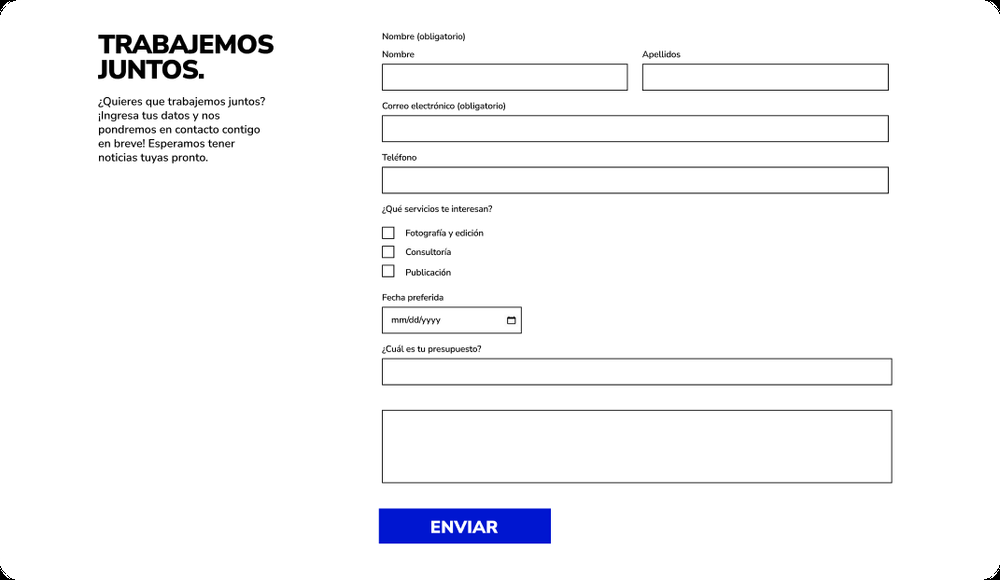 TRABAJEMOS
JUNTOS.
¿Quieres que trabajemos juntos?
¡Ingresa tus datos y nos
pondremos en contacto contigo
en breve! Esperamos tener
noticias tuyas pronto.
Nombre (obligatorio)
Nombre
Apellidos
Correo electrónico (obligatorio)
Teléfono
¿Qué servicios te interesan?
Fotografía y edición
Consultoría
Publicación
Fecha preferida
mm/dd/yyyy
¿Cuál es tu presupuesto?
ENVIAR